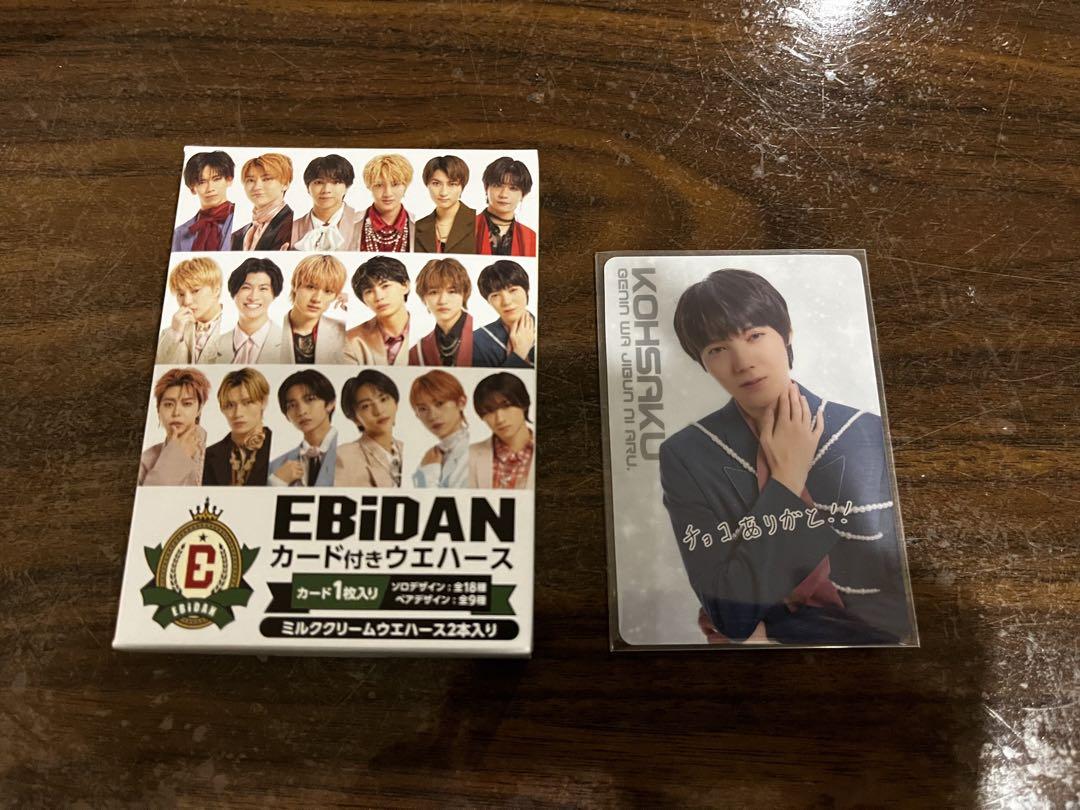 E
EBiDAN
EBiDAN
カード付きウエハース
カード1枚入り
ソロデザイン:全18種
ペアデザイン:全9種
ミルククリームウエハース2本入り
KOHSAKU
GENIN WA JIBUN NI ARU.
チョコありがと!!